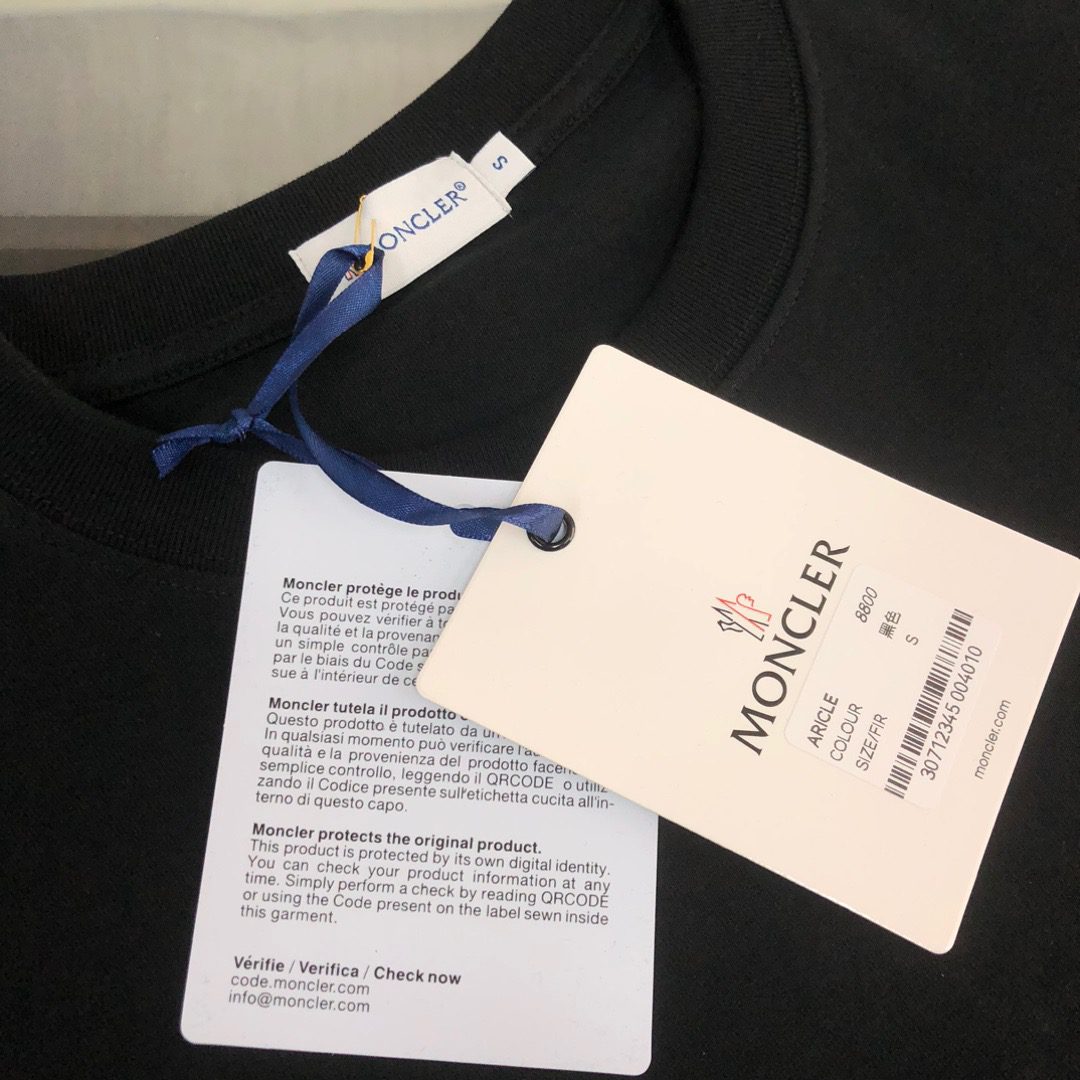 S
MONCLER®
Moncler protège le produ
Ce produit est protégé pa
Vous pouvez vérifier à to
la qualité et la provenan
un simple contrôle pa
par le biais du Code s
sue à l'intérieur de ce
Moncler tutela il prodotto
Questo prodotto è tutelato da un
In qualsiasi momento può verificare l'au
qualità e la provenienza del prodotto facen
semplice controllo, leggendo il QRCODE o utiliz-
zando il Codice presente sull'etichetta cucita all'in-
terno di questo capo.
Moncler protects the original product.
This product is protected by its own digital identity.
You can check your product information at any
time. Simply perform a check by reading QRCODE
or using the Code present on the label sewn inside
this garment.
Vérifie / Verifica / Check now
code.moncler.com
info@moncler.com
MONCLER
ARICLE 8800
COLOUR 黑色
SIZE/FIR S
30712345 004010
moncler.com